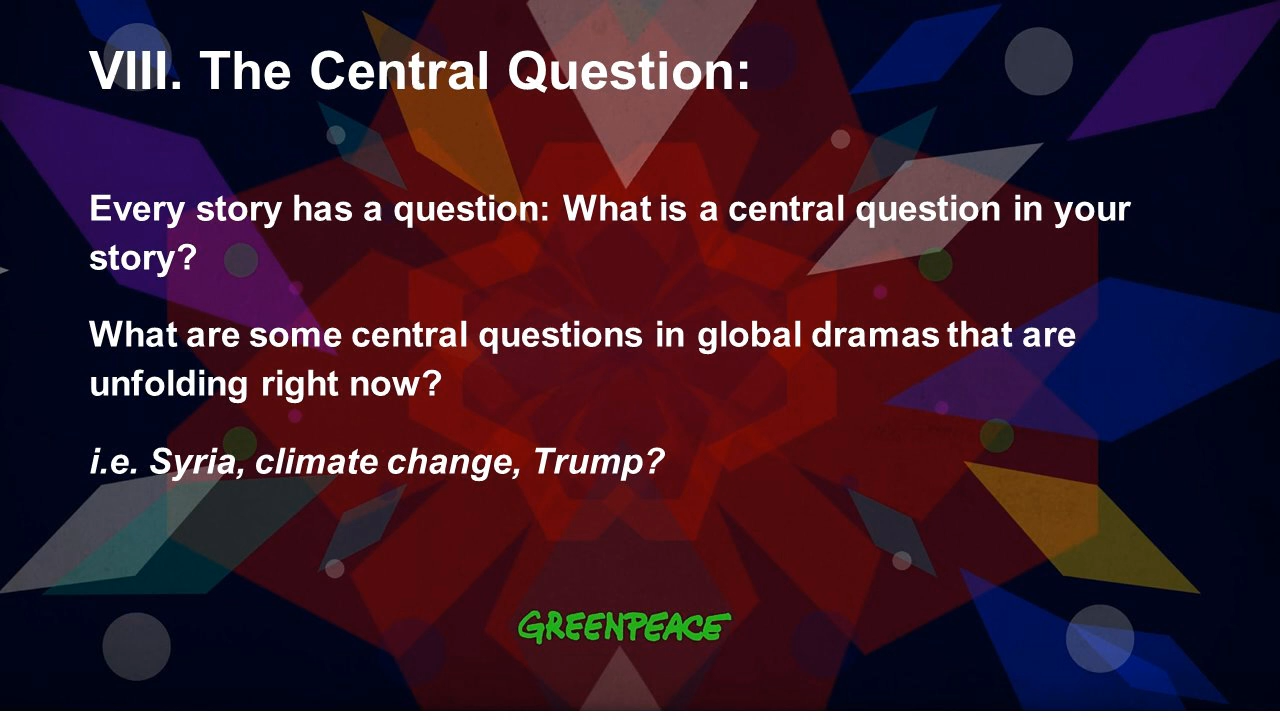 VIII. The Central Question:
Every story has a question: What is a central question in your
story?
What are some central questions in global dramas that are
unfolding right now?
i.e. Syria, climate change, Trump?
GREENPEACE